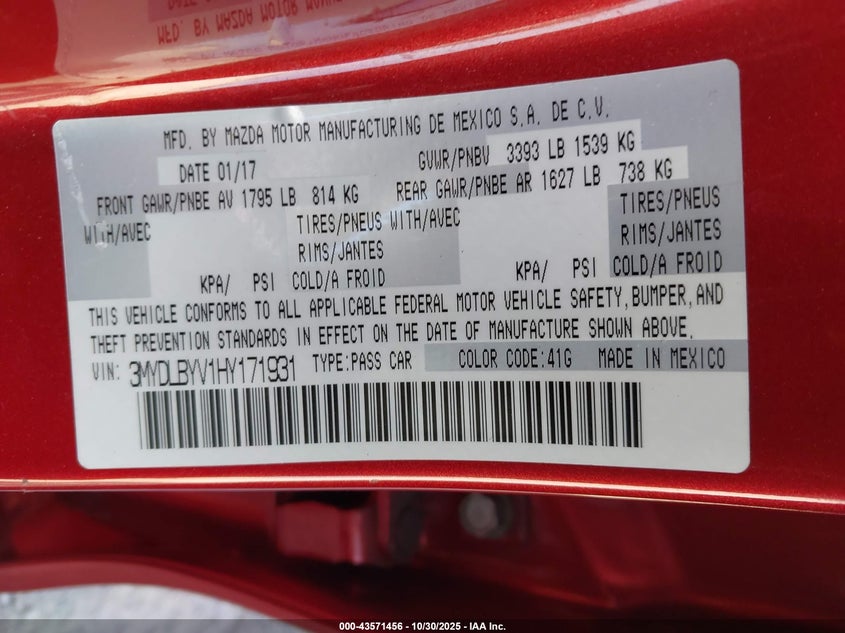 MFD. BY MAZDA MOTOR MANUFACTURING DE MEXICO S.A. DE C.V.
DATE 01/17 GVWR/PNBV 3393 LB 1539 KG
FRONT GAWR/PNBE AV 1795 LB 814 KG REAR GAWR/PNBE AR 1627 LB 738 KG
WITH/AVEC TIRES/PNEUS WITH/AVEC TIRES/PNEUS
RIMS/JANTES RIMS/JANTES
KPA/ PSI COLD/A FROID KPA/ PSI COLD/A FROID
THIS VEHICLE CONFORMS TO ALL APPLICABLE FEDERAL MOTOR VEHICLE SAFETY, BUMPER, AND
THEFT PREVENTION STANDARDS IN EFFECT ON THE DATE OF MANUFACTURE SHOWN ABOVE.
VIN: 3MYDLBYV1HY171931 TYPE:PASS CAR COLOR CODE:41G MADE IN MEXICO
000-43571456 - 10/30/2025 - IAA Inc.